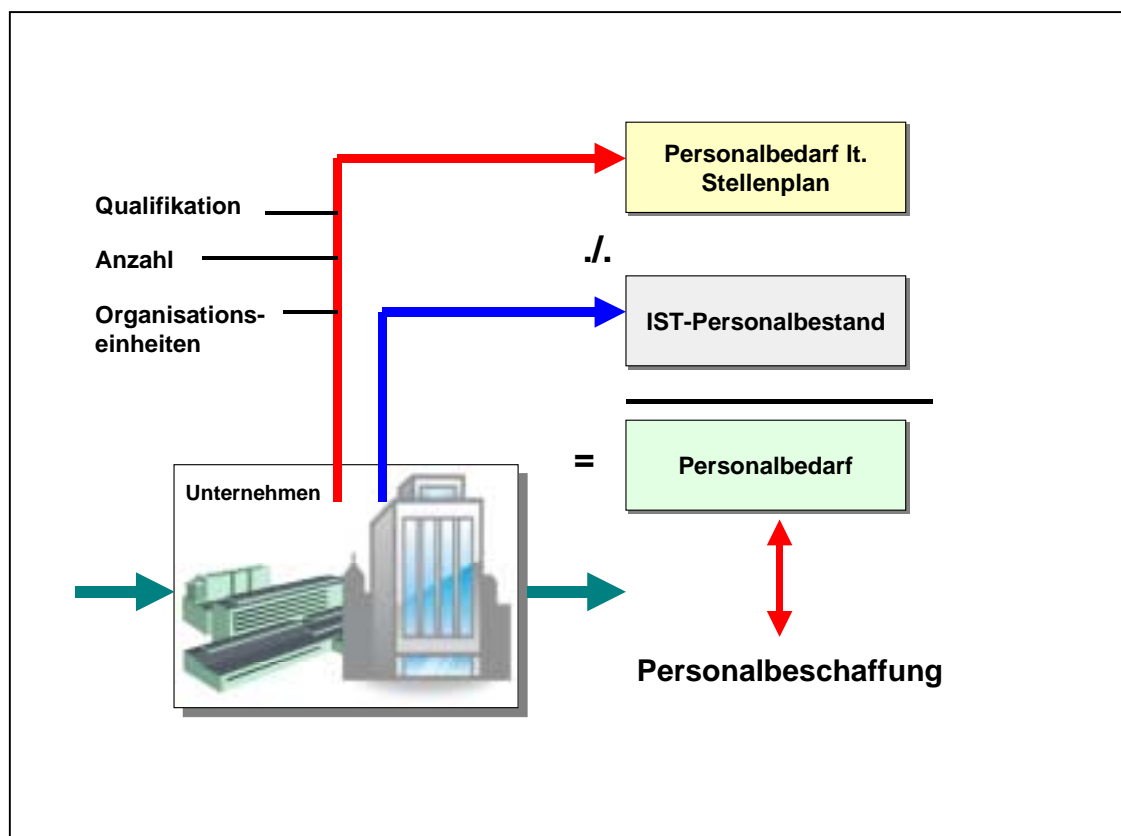 Personalbedarf lt.
Stellenplan
Qualifikation
./.
Anzahl
Organisations-
einheiten
IST-Personalbestand
=
Personalbedarf
Unternehmen
Personalbeschaffung